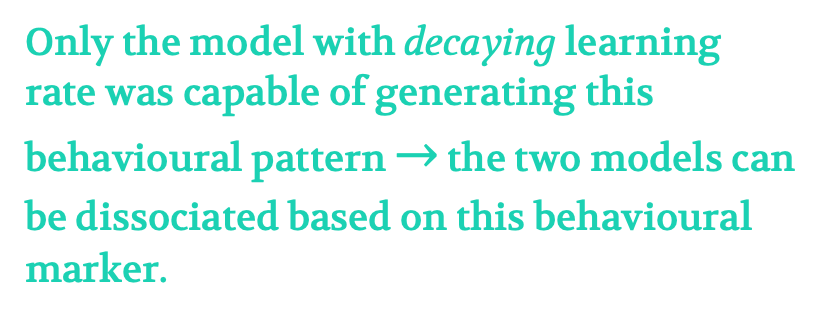 Only the model with decaying learning
rate was capable of generating this
behavioural pattern → the two models can
be dissociated based on this behavioural
marker.